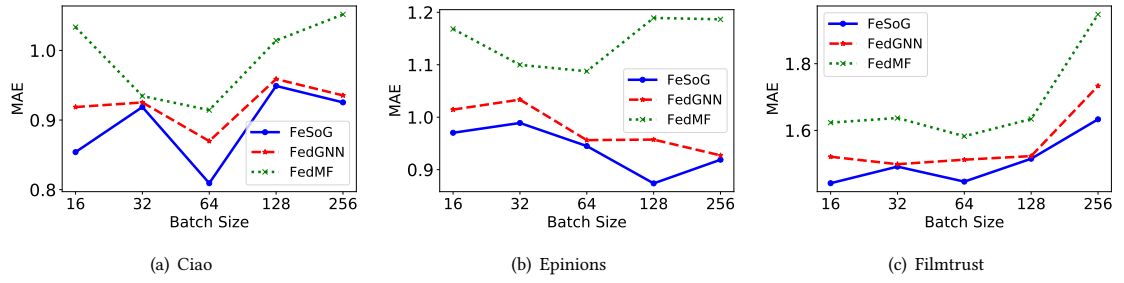 MAE
1.0
0.9
0.8
16 32 64 128 256
Batch Size
FeSoG
FedGNN
FedMF
(a) Ciao
MAE
1.2
1.1
1.0
0.9
16 32 64 128 256
Batch Size
FeSoG
FedGNN
FedMF
(b) Epinions
MAE
1.8
1.6
16 32 64 128 256
Batch Size
FeSoG
FedGNN
FedMF
(c) Filmtrust